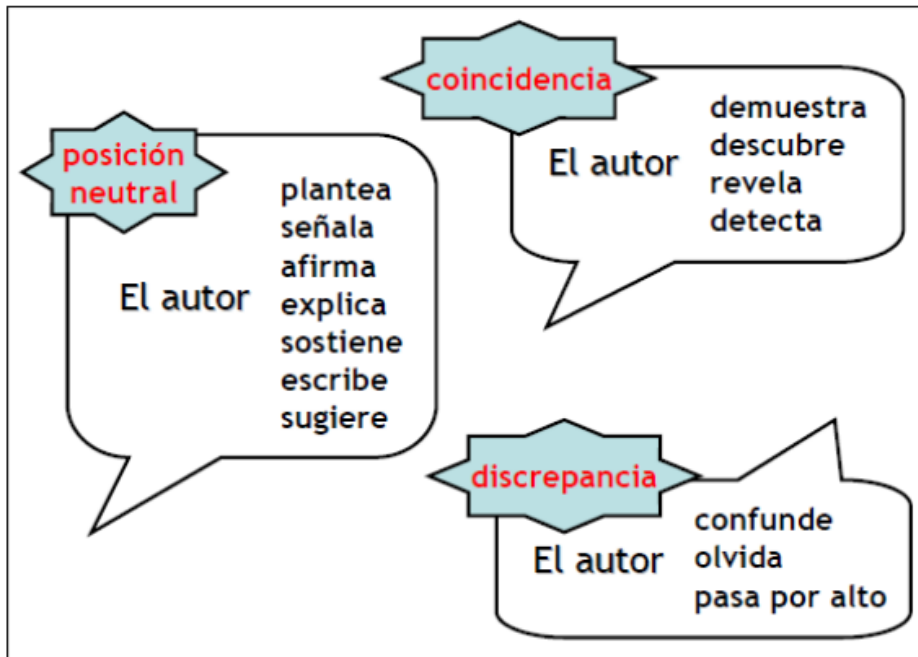 posición
neutral
El autor
plantea
señala
afirma
explica
sostiene
escribe
sugiere
coincidencia
El autor
demuestra
descubre
revela
detecta
discrepancia
El autor
confunde
olvida
pasa por alto